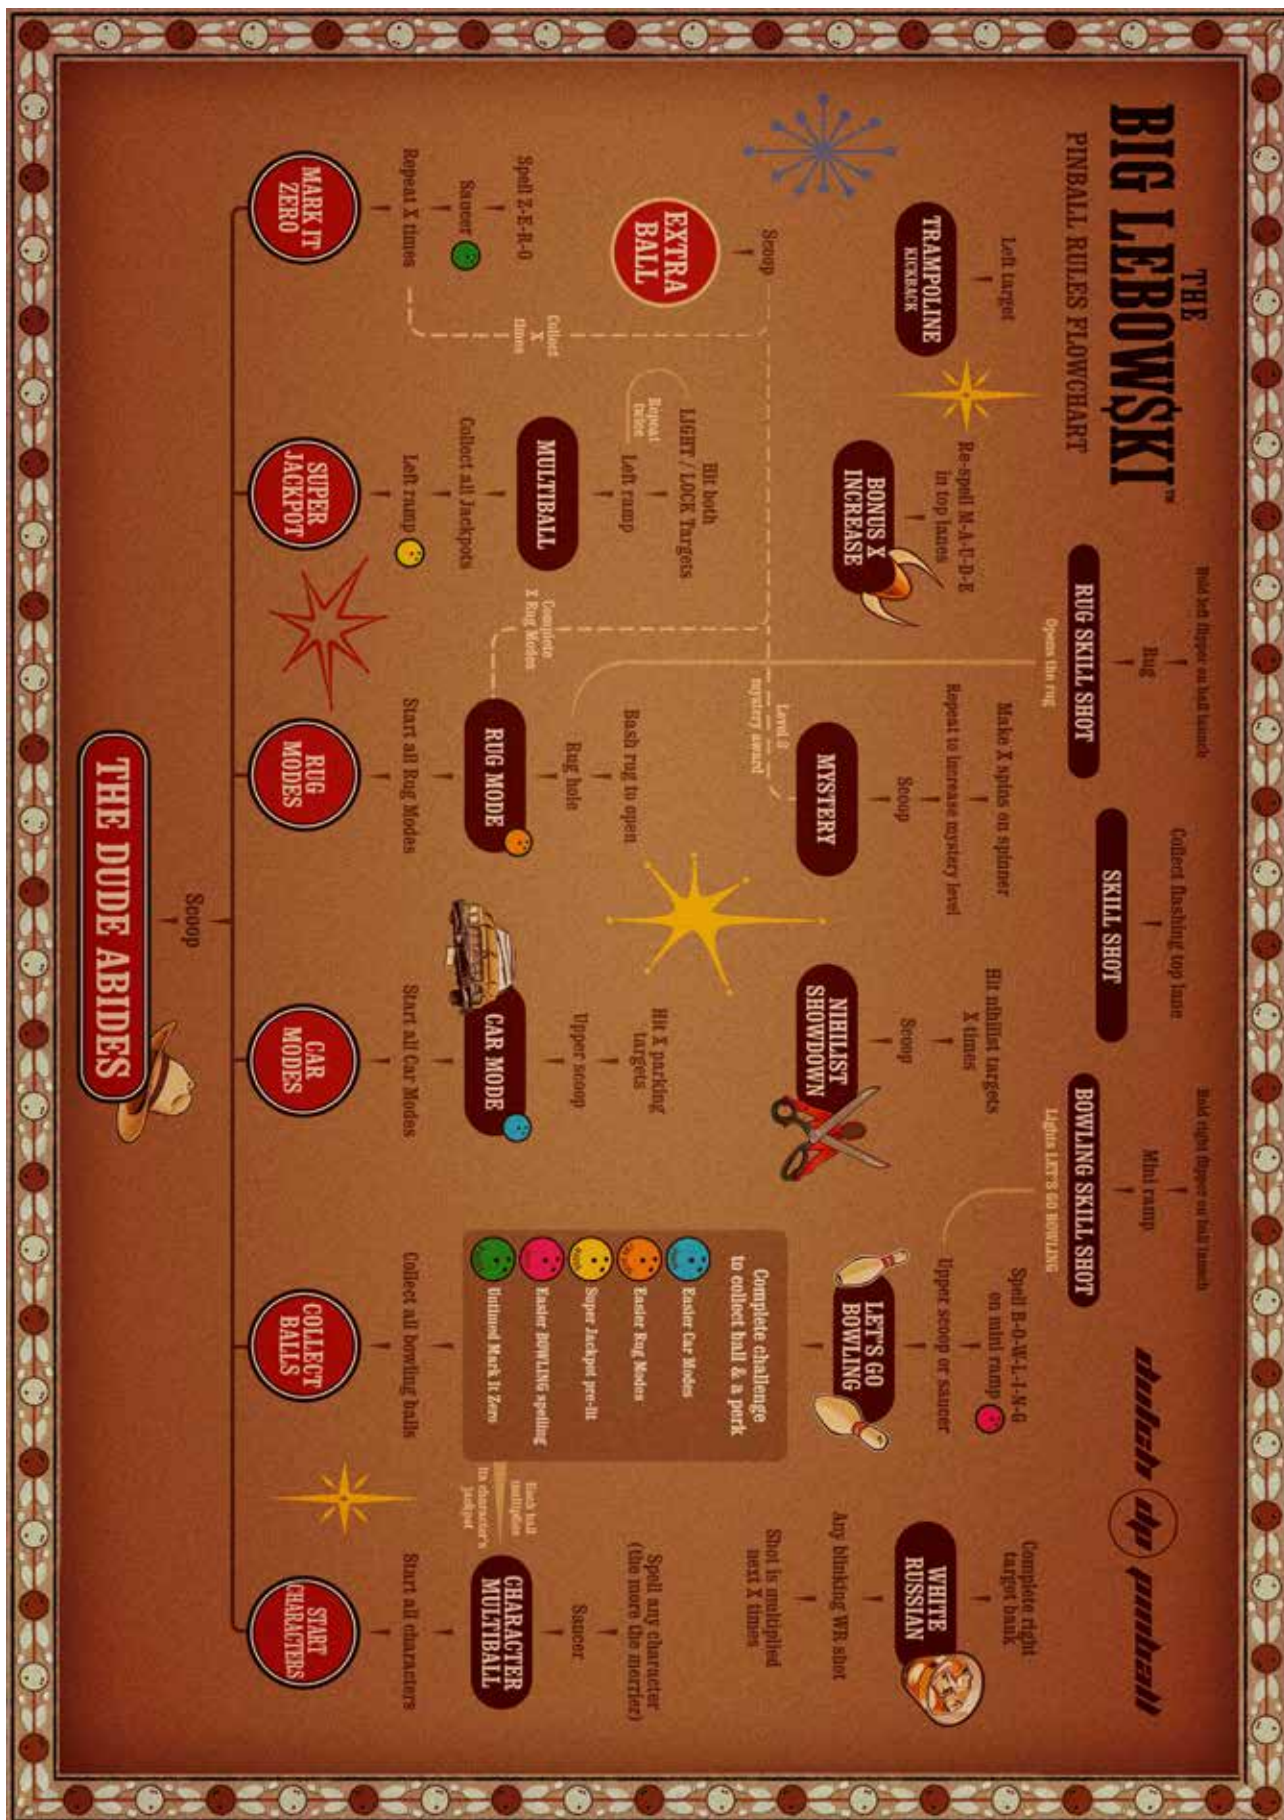 THE
BIG LEBOW$KI™
PINBALL RULES FLOWCHART
Hold left flipper on ball launch
Rug
RUG SKILL SHOT
Opens the rug
Collect flashing top lane
SKILL SHOT
Hold right flipper on ball launch
Mini ramp
BOWLING SKILL SHOT
Lights LET'S GO BOWLING
dutch dp pinball
Left target
TRAMPOLINE
KICKBACK
Re-spell M-A-U-D-E
in top lanes
BONUS X
INCREASE
Make X spins on spinner
Repeat to increase mystery level
Scoop
MYSTERY
Level 8
mystery award
Hit nihilist targets
X times
Scoop
NIHILIST
SHOWDOWN
Spell B-O-W-L-I-N-G
on mini ramp
Upper scoop or saucer
LET'S GO
BOWLING
Complete right
target bank
WHITE
RUSSIAN
Any blinking WR shot
Shot is multiplied
next X times
Scoop
EXTRA
BALL
Collect
X
times
Complete
X Rug Modes
Spell Z-E-R-O
Saucer
Repeat X times
MARK IT
ZERO
Hit both
LIGHT / LOCK Targets
Repeat
twice
Left ramp
MULTIBALL
Collect all Jackpots
Left ramp
SUPER
JACKPOT
Bash rug to open
Rug hole
RUG MODE
Start all Rug Modes
RUG
MODES
Hit X parking
targets
Upper scoop
CAR MODE
Start all Car Modes
CAR
MODES
Complete challenge
to collect ball & a perk
Easier Car Modes
Easier Rug Modes
Super Jackpot pre-lit
Easier BOWLING spelling
Untimed Mark It Zero
Collect all bowling balls
COLLECT
BALLS
Each ball
multiplies
its character's
jackpot
Spell any character
(the more the merrier)
Saucer
CHARACTER
MULTIBALL
Start all characters
START
CHARACTERS
Scoop
THE DUDE ABIDES